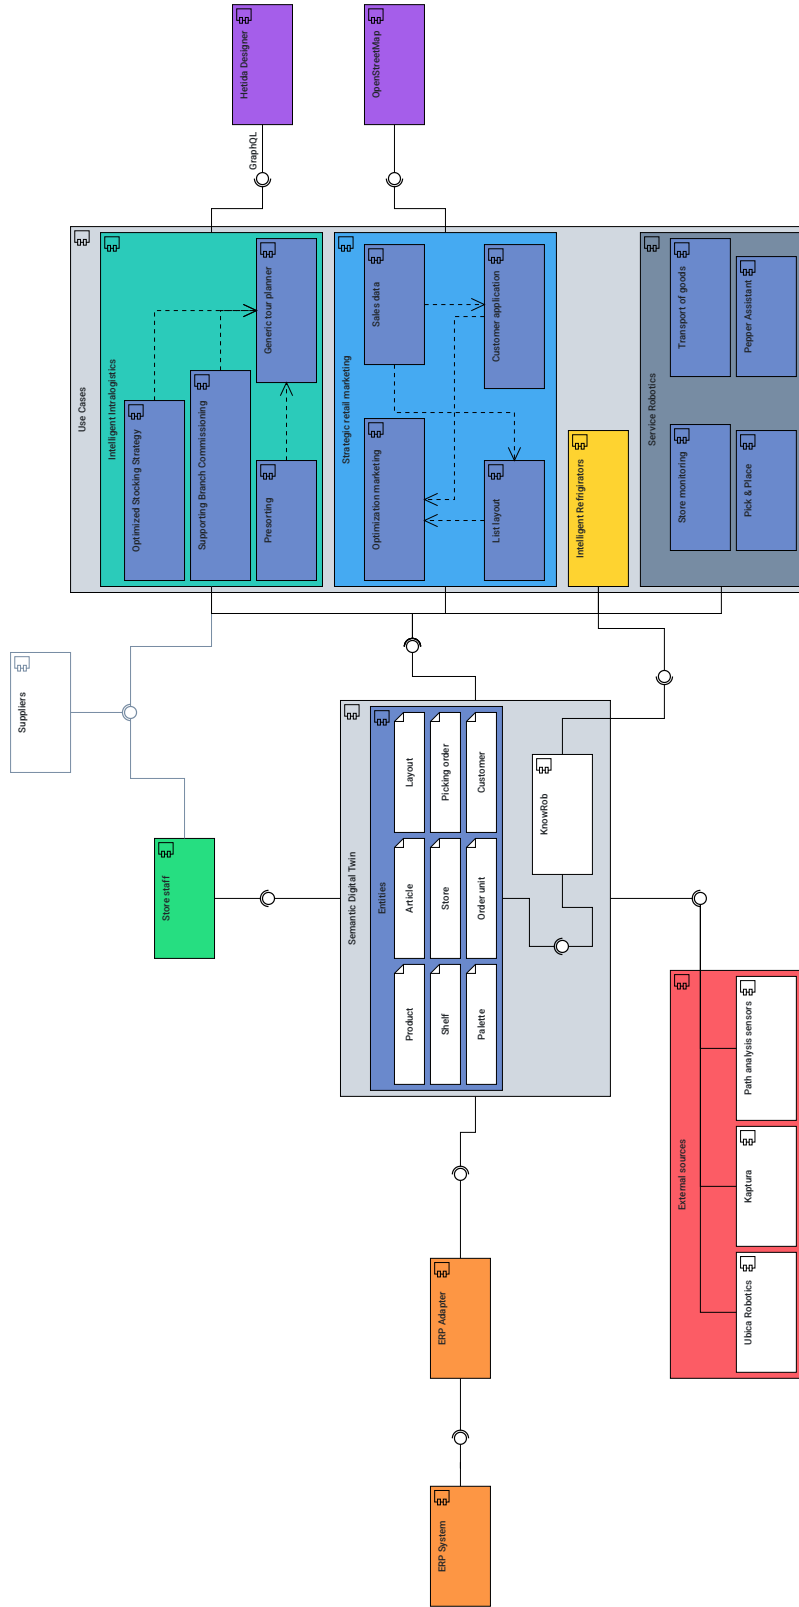 Suppliers
Use Cases
Intelligent Intralogistics
Optimized Stocking Strategy
Supporting Branch Commissioning
Presorting
Generic tour planner
GraphQL
Hetida Designer
Store staff
Strategic retail marketing
Optimization marketing
Sales data
List layout
Customer application
OpenStreetMap
Semantic Digital Twin
Entities
Product
Article
Layout
Shelf
Store
Picking order
Palette
Order unit
Customer
ERP System
ERP Adapter
KnowRob
Intelligent Refrigirators
Service Robotics
Store monitoring
Transport of goods
Pick & Place
Pepper Assistant
External sources
Ubica Robotics
Kaptura
Path analysis sensors